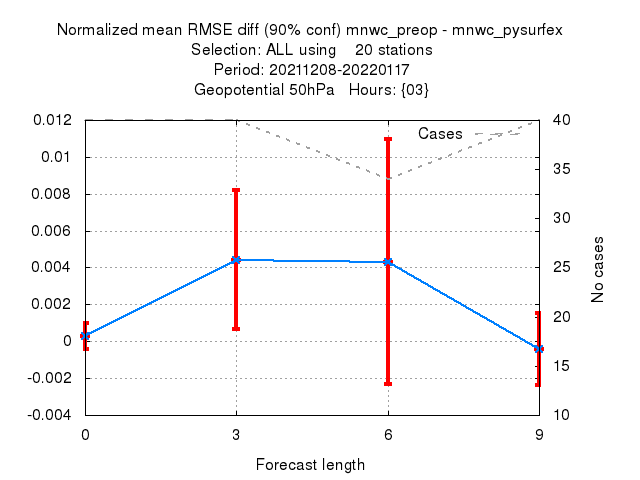 Normalized mean RMSE diff (90% conf) mnwc_preop - mnwc_pysurfex
Selection: ALL using    20 stations
Period: 20211208-20220117
Geopotential 50hPa   Hours: {03}
Cases
0.012
0.01
0.008
0.006
0.004
0.002
0
-0.002
-0.004
40
35
30
25
20
15
10
No cases
0
3
6
9
Forecast length